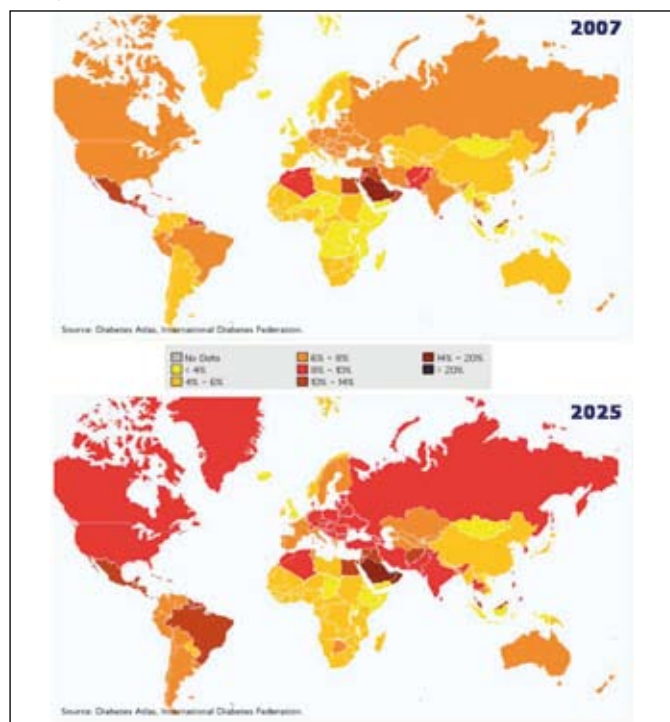 2007
Source: Diabetes Atlas, International Diabetes Federation.
No Data
< 4%
4% - 6%
6% - 8%
8% - 10%
10% - 14%
14% - 20%
> 20%
2025
Source: Diabetes Atlas, International Diabetes Federation.